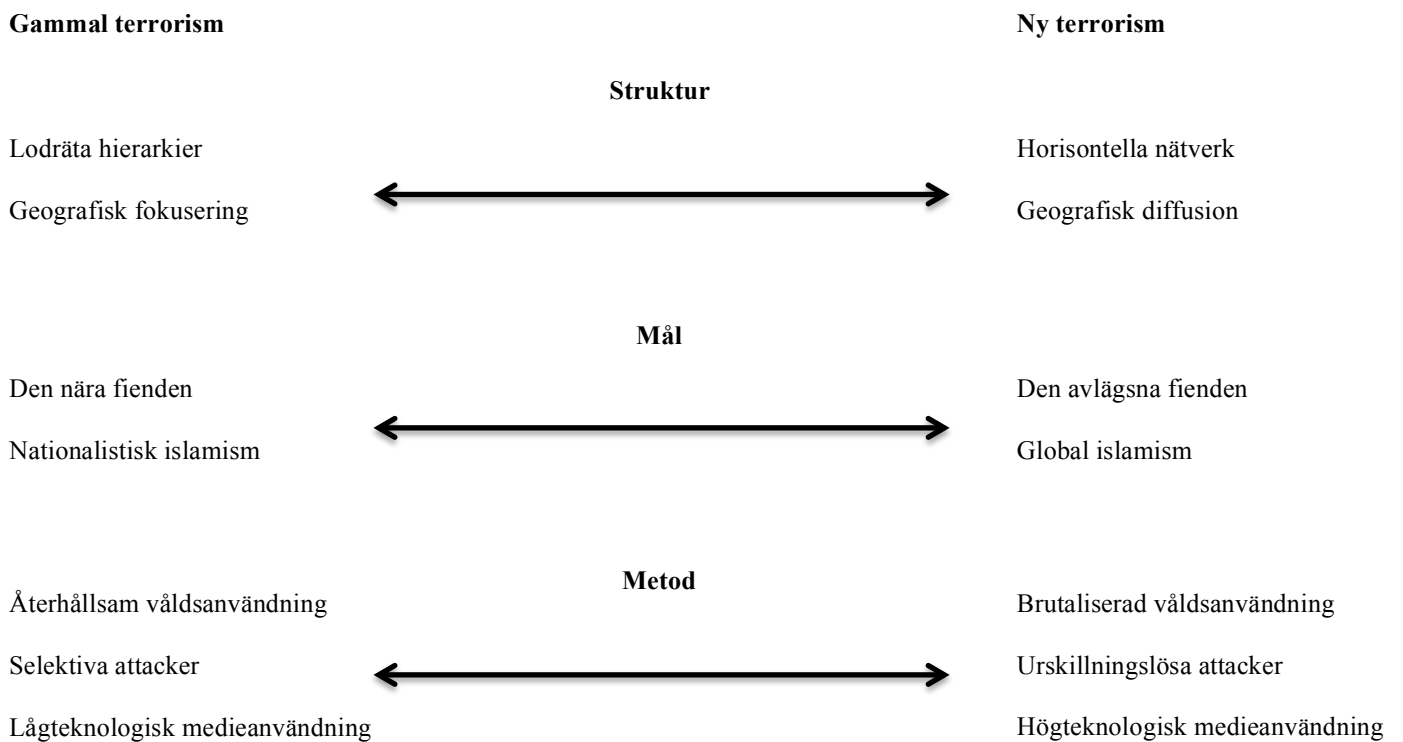 Gammal terrorism
Ny terrorism
Struktur
Lodräta hierarkier
Horisontella nätverk
Geografisk fokusering
Geografisk diffusion
Mål
Den nära fienden
Den avlägsna fienden
Nationalistisk islamism
Global islamism
Metod
Återhållsam våldsanvändning
Brutaliserad våldsanvändning
Selektiva attacker
Urskillningslösa attacker
Lågteknologisk medieanvändning
Högteknologisk medieanvändning